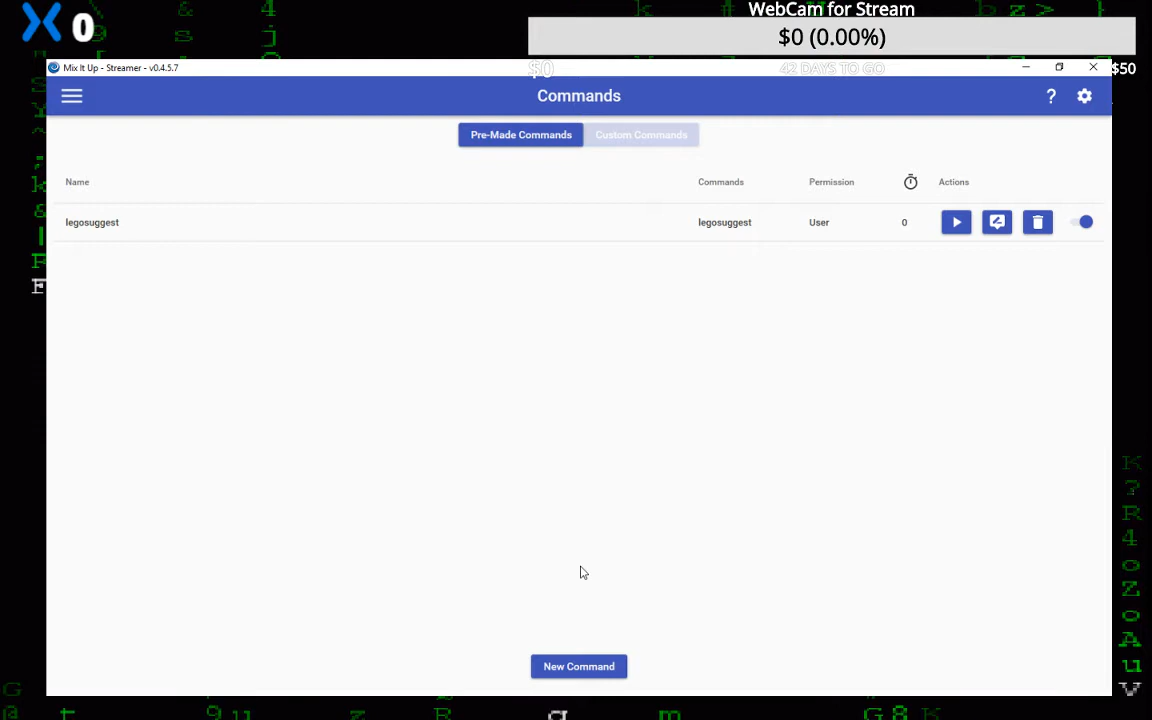 0
WebCam for Stream
$0 (0.00%)
Mix It Up - Streamer - v0.4.5.7
$0
42 DAYS TO GO
$50
Commands
?
Pre-Made Commands
Custom Commands
Name
Commands
Permission
Actions
legosuggest
legosuggest
User
0
New Command